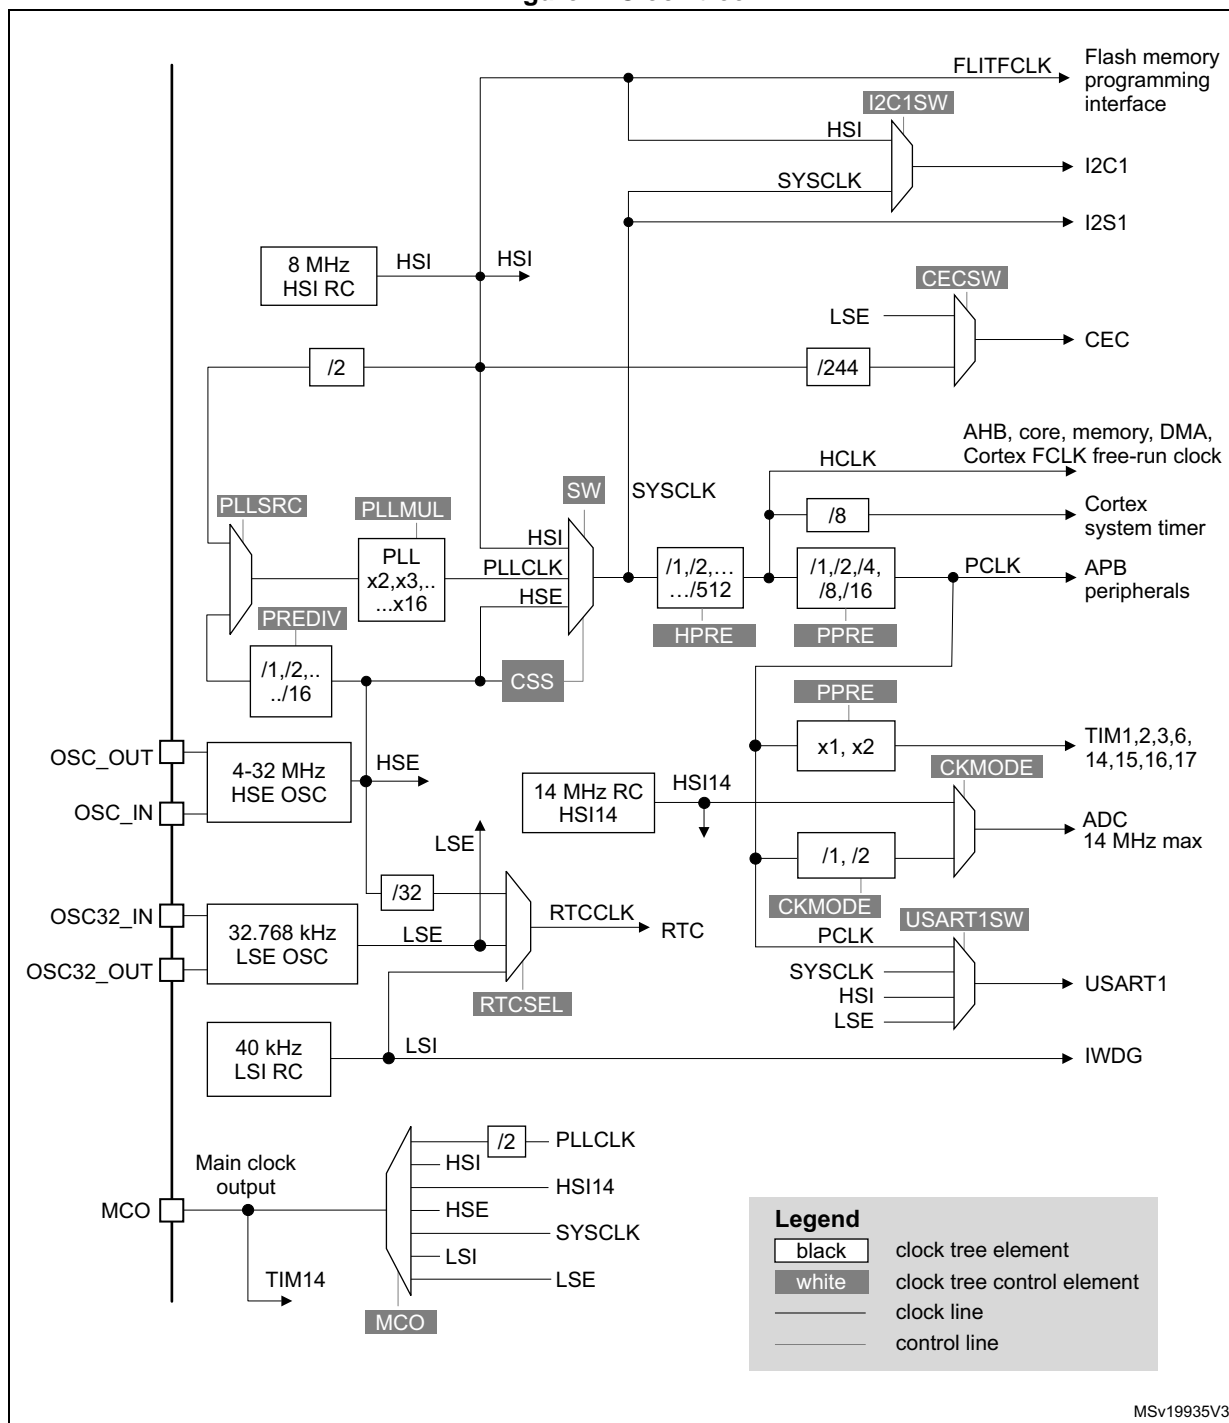 FLITFCLK
Flash memory
programming
interface
I2C1SW
HSI
I2C1
SYSCLK
I2S1
8 MHz
HSI RC
HSI
HSI
CECSW
LSE
CEC
/2
/244
AHB, core, memory, DMA,
Cortex FCLK free-run clock
HCLK
PLLSRC
PLLMUL
SW
SYSCLK
/8
Cortex
system timer
HSI
PLL
x2,x3,..
...x16
PLLCLK
HSE
/1,/2,…
…/512
/1,/2,/4,
/8,/16
PCLK
APB
peripherals
PREDIV
HPRE
PPRE
/1,/2,..
../16
CSS
PPRE
OSC_OUT
OSC_IN
4-32 MHz
HSE OSC
HSE
x1, x2
TIM1,2,3,6,
14,15,16,17
14 MHz RC
HSI14
HSI14
CKMODE
ADC
14 MHz max
LSE
/1, /2
CKMODE
/32
OSC32_IN
OSC32_OUT
32.768 kHz
LSE OSC
LSE
RTCCLK
RTC
RTCSEL
USART1SW
PCLK
SYSCLK
HSI
LSE
USART1
40 kHz
LSI RC
LSI
IWDG
/2
PLLCLK
HSI
HSI14
HSE
SYSCLK
LSI
LSE
Main clock
output
MCO
TIM14
MCO
Legend
black
clock tree element
white
clock tree control element
clock line
control line
MSv19935V3